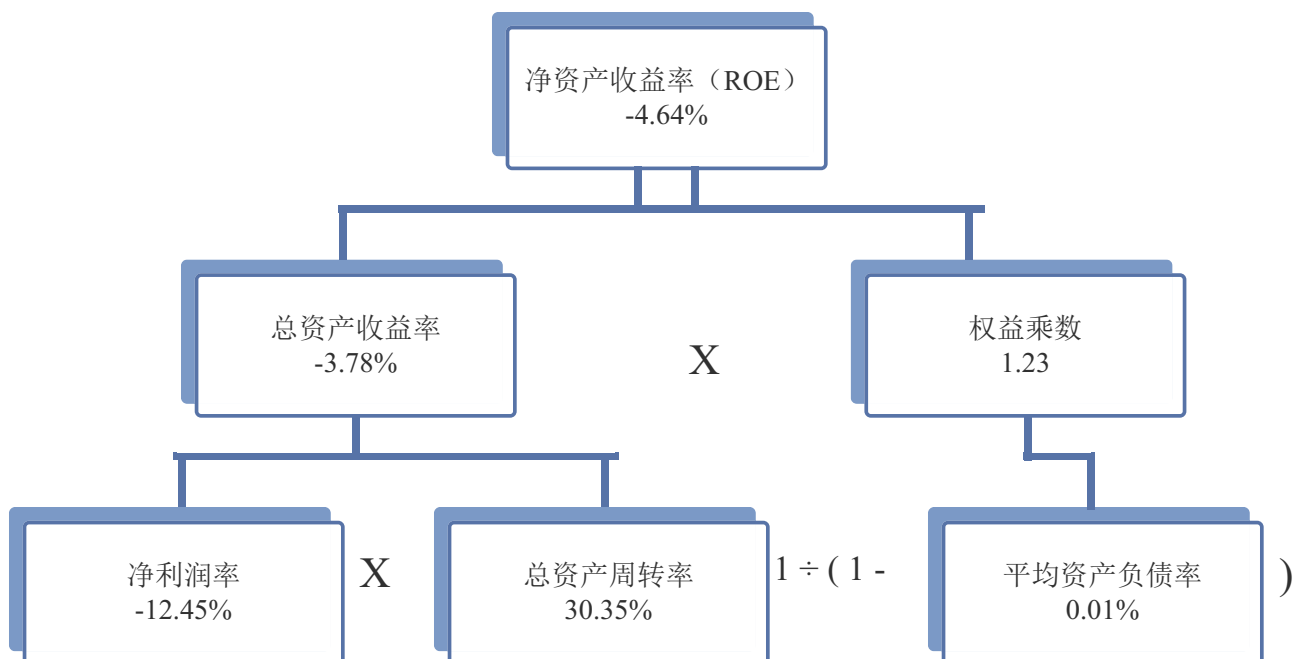 净资产收益率（ROE）
-4.64%
总资产收益率
-3.78%
X
权益乘数
1.23
净利润率
-12.45%
X
总资产周转率
30.35%
1 ÷ ( 1 -
平均资产负债率
0.01%
)